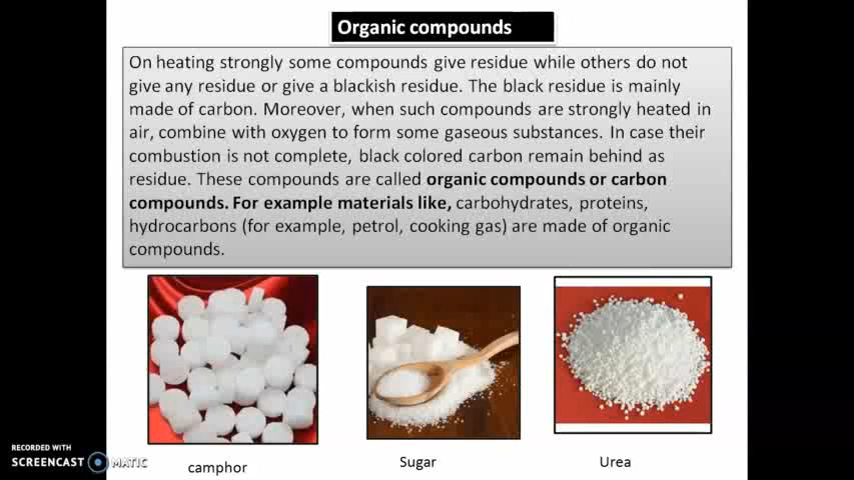 Organic compounds
On heating strongly some compounds give residue while others do not
give any residue or give a blackish residue. The black residue is mainly
made of carbon. Moreover, when such compounds are strongly heated in
air, combine with oxygen to form some gaseous substances. In case their
combustion is not complete, black colored carbon remain behind as
residue. These compounds are called organic compounds or carbon
compounds. For example materials like, carbohydrates, proteins,
hydrocarbons (for example, petrol, cooking gas) are made of organic
compounds.
camphor
Sugar
Urea
RECORDED WITH
SCREENCAST MATIC